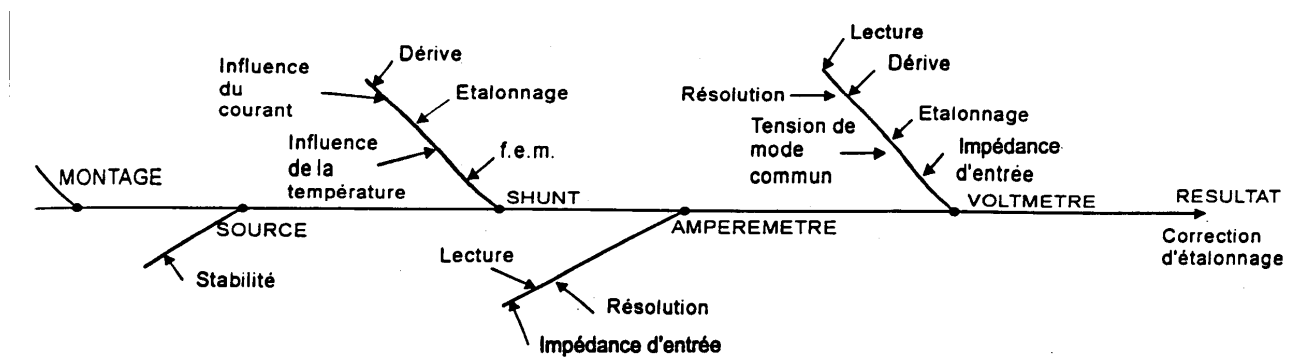 Lecture
Dérive
Dérive
Influence
du
courant
Etalonnage
Résolution
Etalonnage
Tension de
mode
commun
Influence
de la
température
f.e.m.
Impédance
d'entrée
MONTAGE
SHUNT
VOLTMETRE
RESULTAT
SOURCE
AMPEREMETRE
Correction
d'étalonnage
Lecture
Stabilité
Résolution
Impédance d'entrée